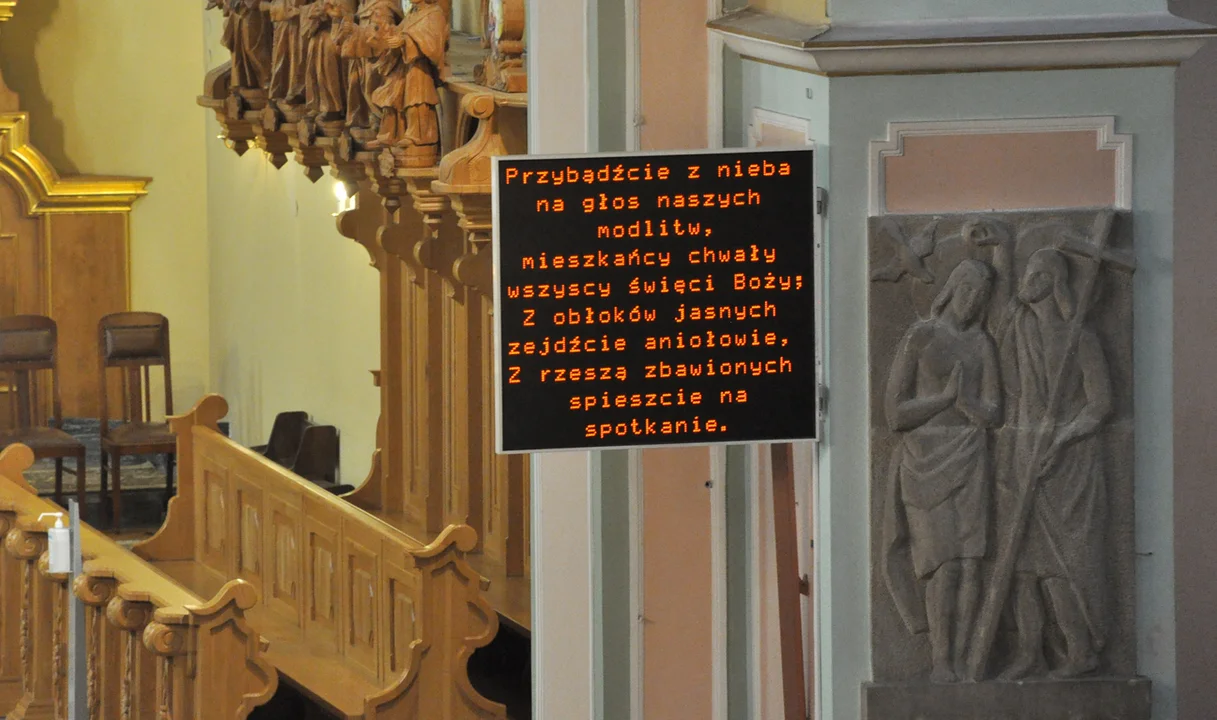 Przybądźcie z nieba
na głos naszych
modlitw,
mieszkańcy chwały
wszyscy święci Boży;
Z obłoków jasnych
zejdźcie aniołowie,
Z rzeszą zbawionych
spieszcie na
spotkanie.